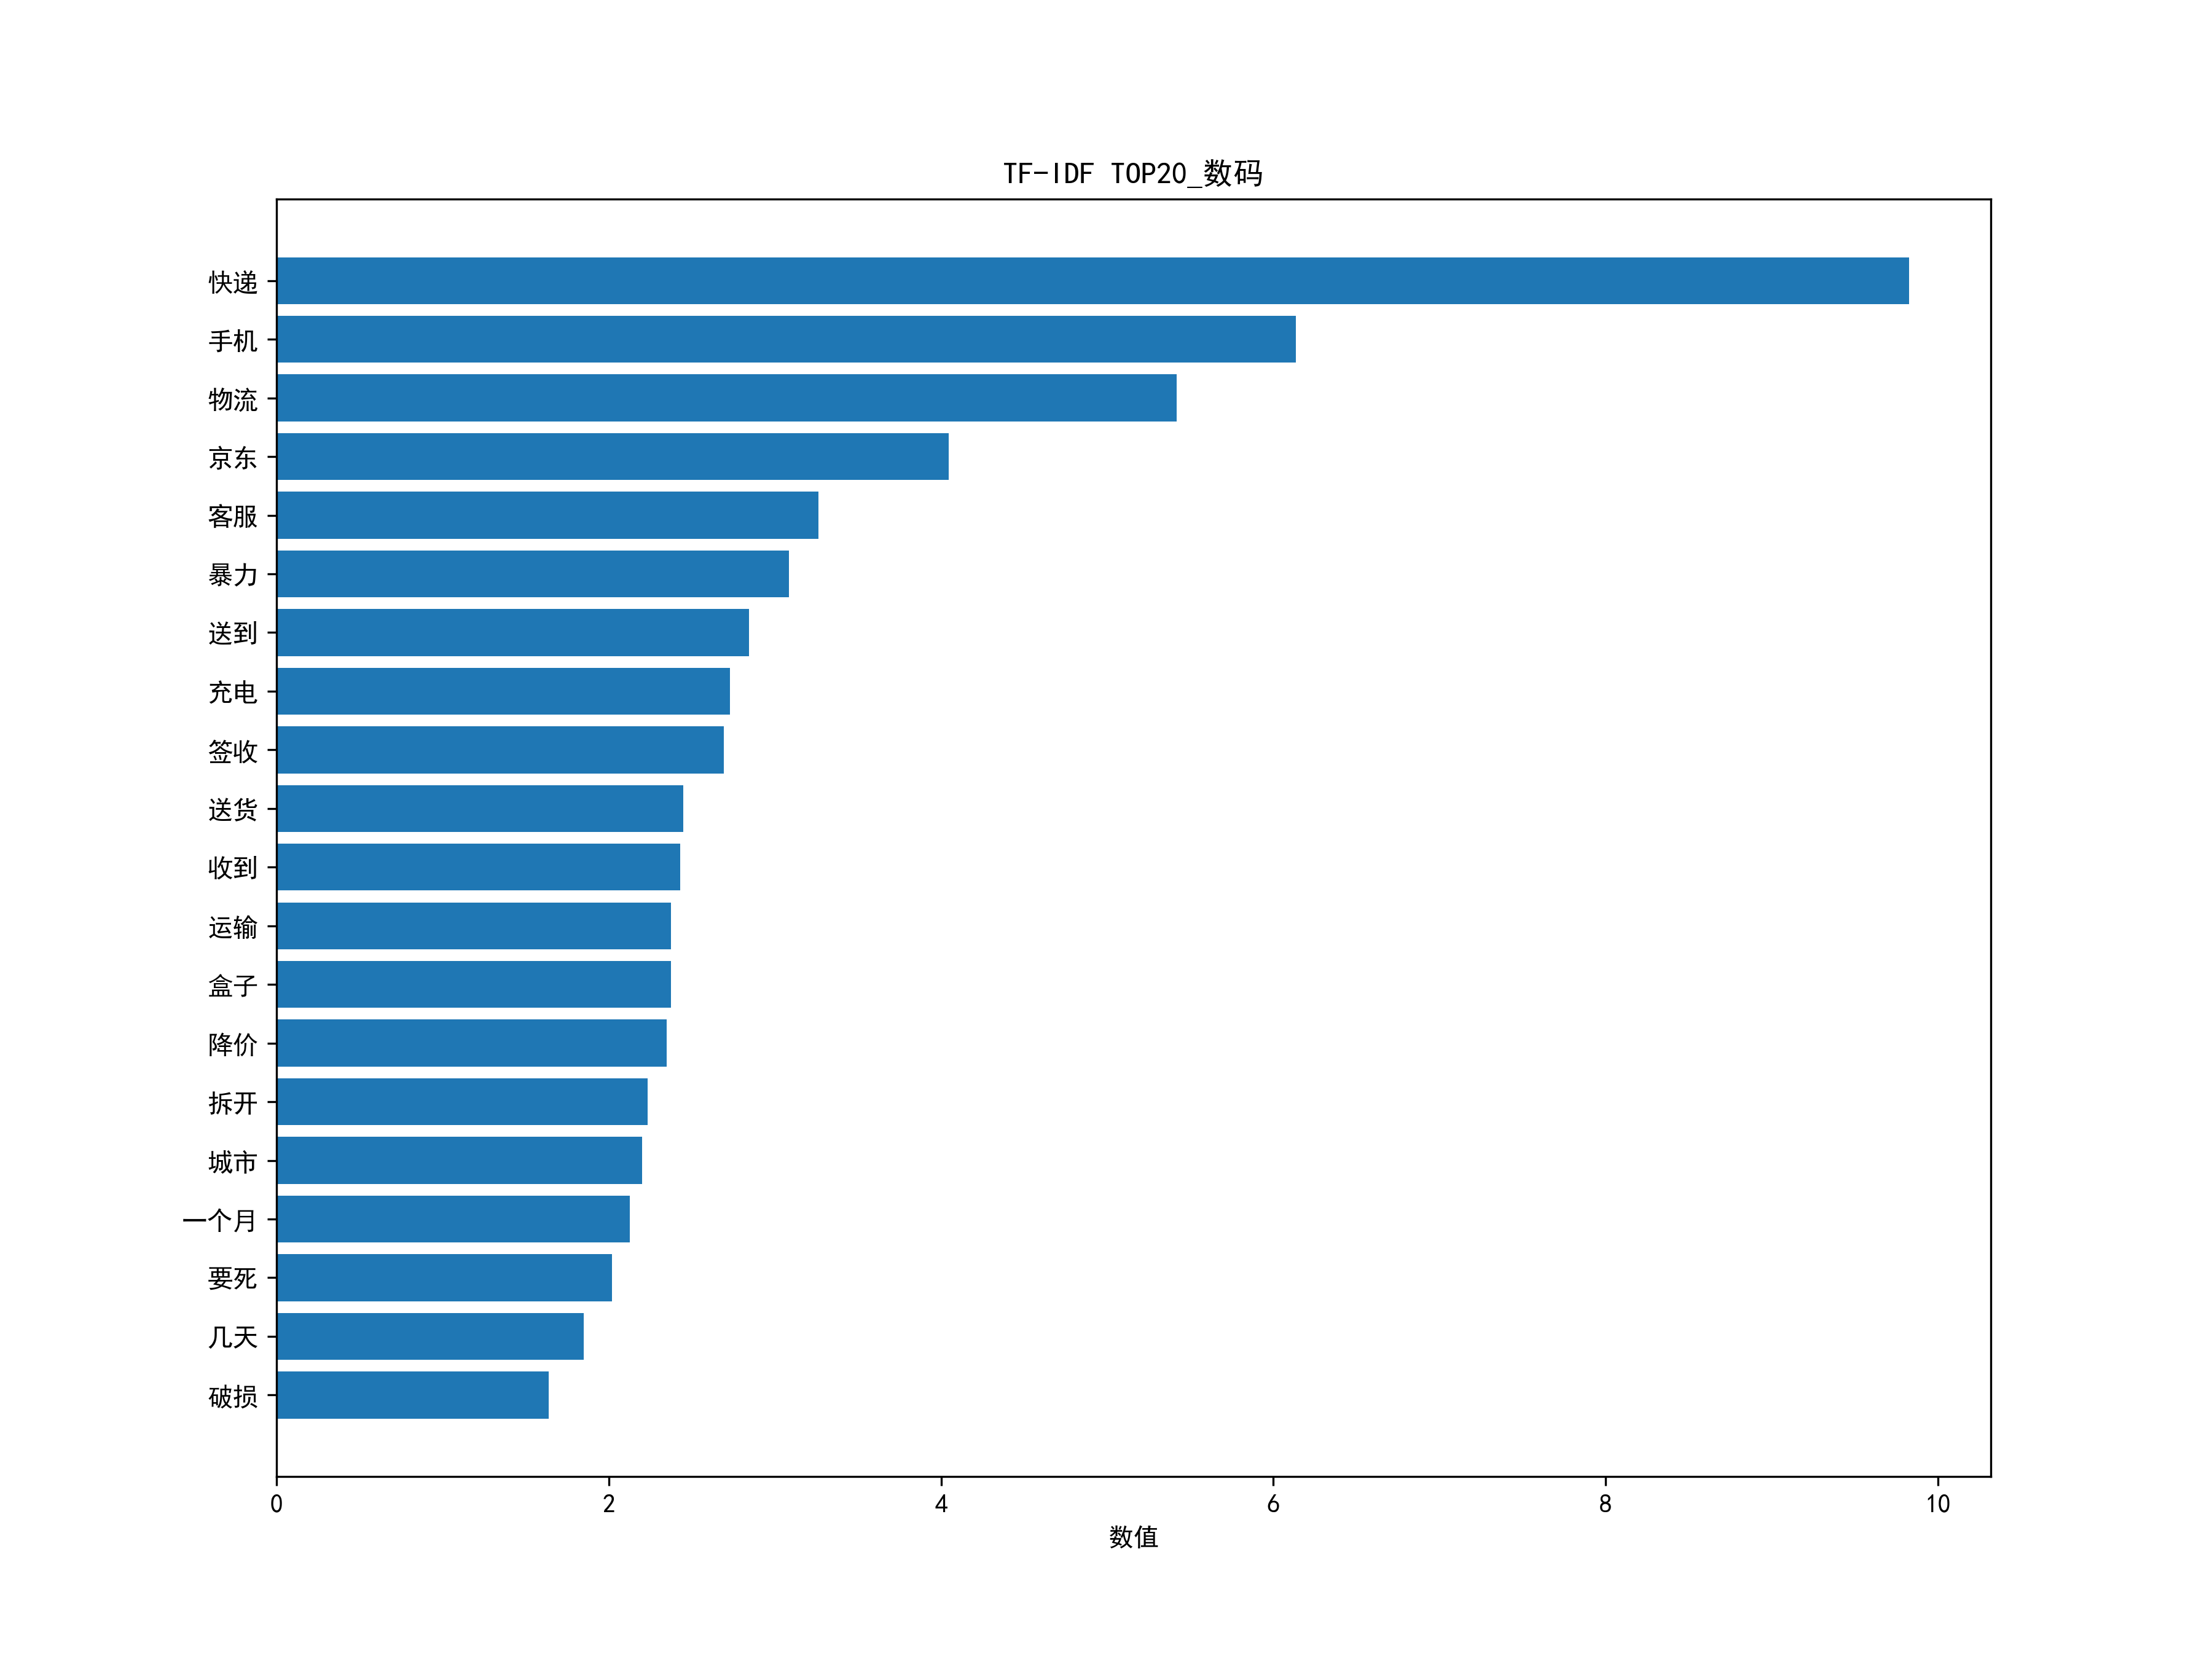 TF-IDF TOP20_数码
快递
手机
物流
京东
客服
暴力
送到
充电
签收
送货
收到
运输
盒子
降价
拆开
城市
一个月
要死
几天
破损
0 2 4 6 8 10
数值